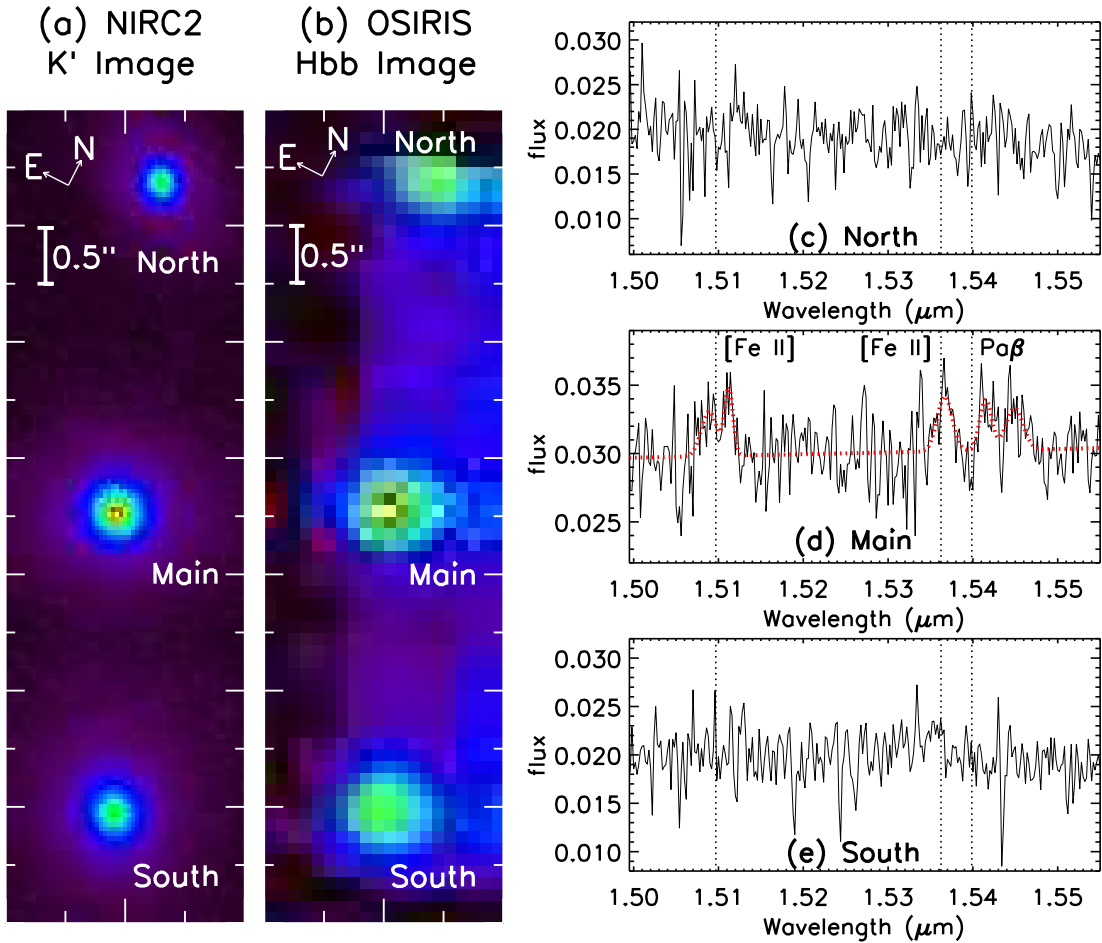 (a) NIRC2
K' Image
(b) OSIRIS
Hbb Image
E
N
0.5"
North
Main
South
E
N
North
0.5"
Main
South
0.030
0.025
0.020
0.015
0.010
flux
(c) North
1.50 1.51 1.52 1.53 1.54 1.55
Wavelength (μm)
[Fe II] [Fe II] Paβ
0.035
0.030
0.025
flux
(d) Main
1.50 1.51 1.52 1.53 1.54 1.55
Wavelength (μm)
0.030
0.025
0.020
0.015
0.010
flux
(e) South
1.50 1.51 1.52 1.53 1.54 1.55
Wavelength (μm)